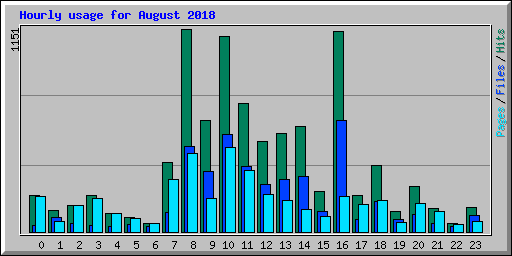 Hourly usage for August 2018
1151
Pages / Files / Hits
0 1 2 3 4 5 6 7 8 9 10 11 12 13 14 15 16 17 18 19 20 21 22 23